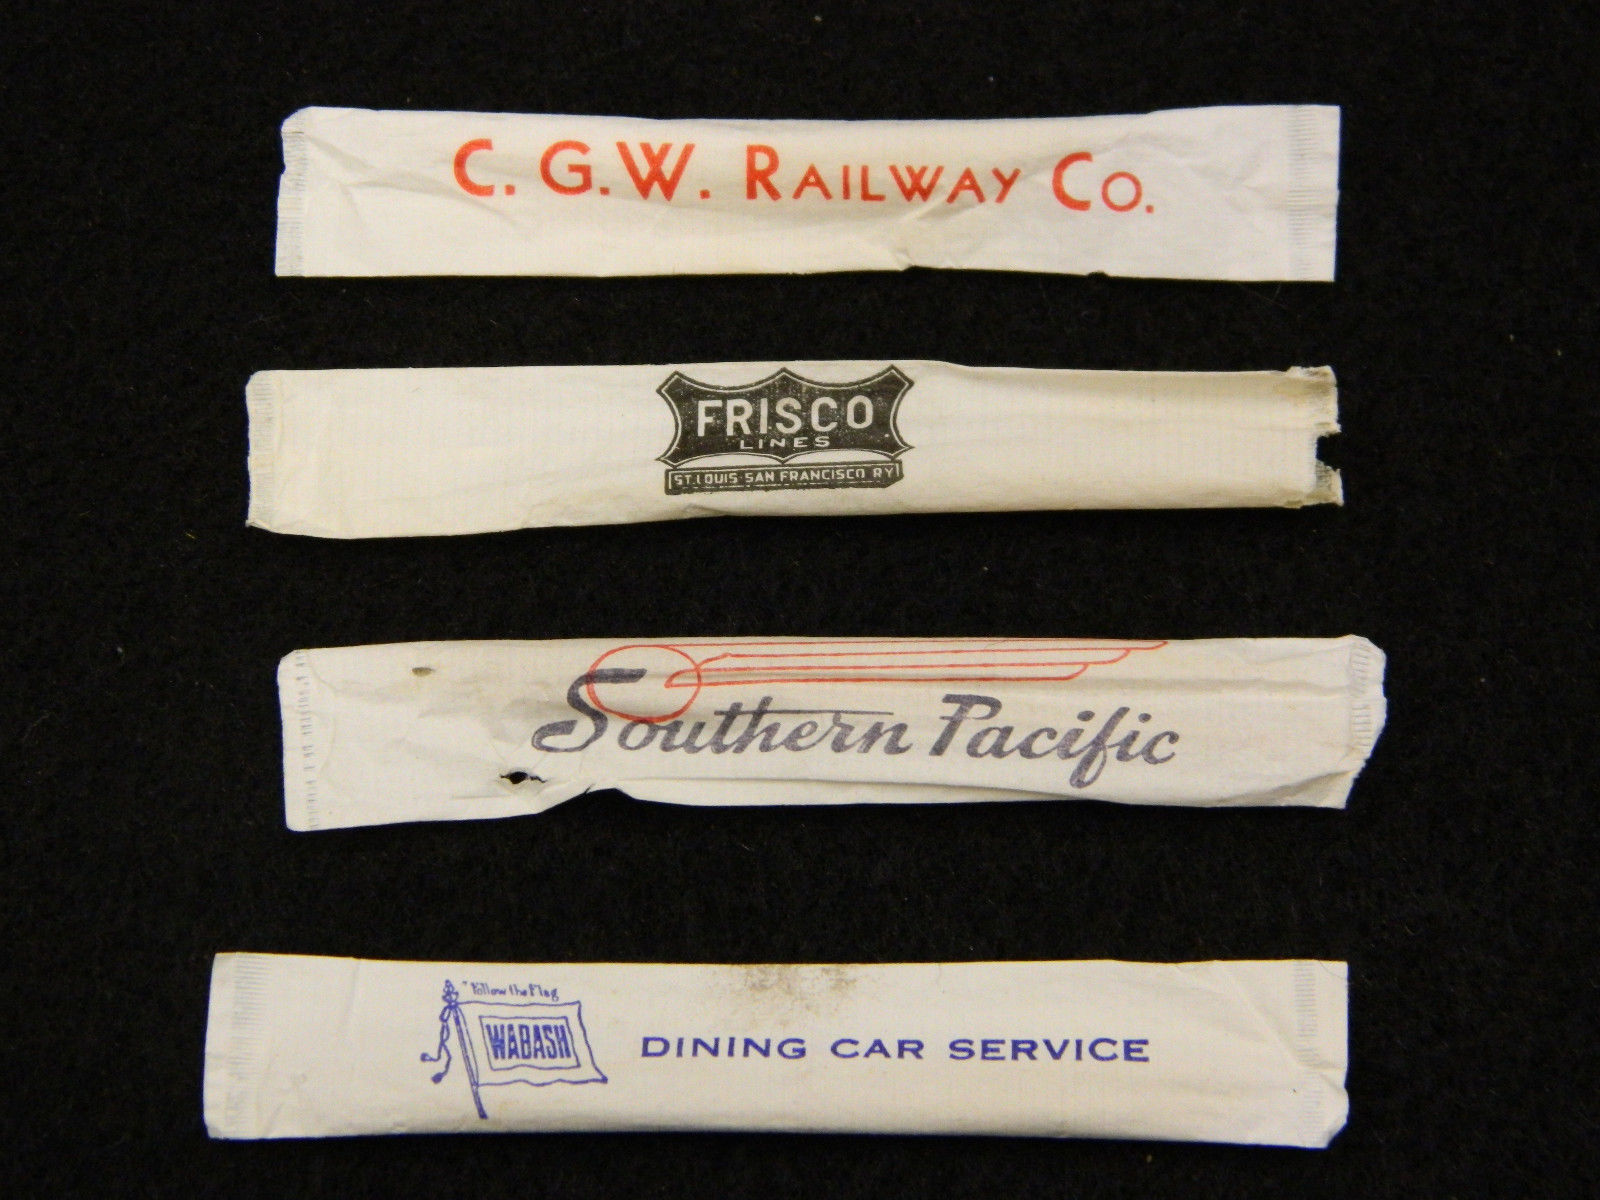 C. G. W. RAILWAY CO.
FRISCO
LINES
ST. LOUIS SAN FRANCISCO RY
Southern Pacific
"Follow the Flag
WABASH
DINING CAR SERVICE